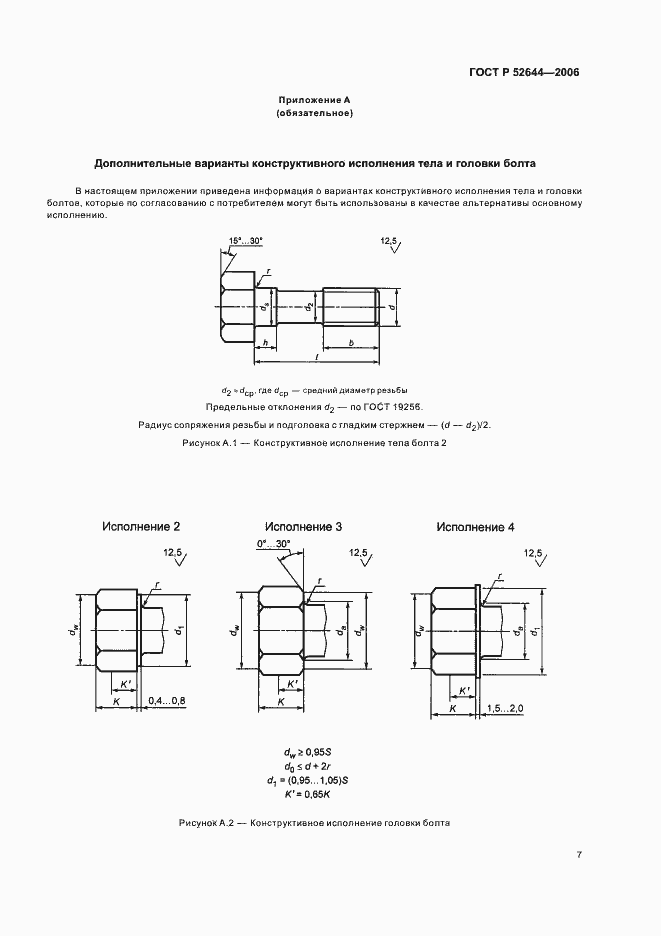 ГОСТ Р 52644—2006
Приложение А
(обязательное)
Дополнительные варианты конструктивного исполнения тела и головки болта
В настоящем приложении приведена информация о вариантах конструктивного исполнения тела и головки
болтов, которые по согласованию с потребителем могут быть использованы в качестве альтернативы основному
исполнению.
15°...30°
12,5
r
d₃
d₂
d
h
b
l
d₂ ≈ dср, где dср — средний диаметр резьбы
Предельные отклонения d₂ — по ГОСТ 19256.
Радиус сопряжения резьбы и подголовка с гладким стержнем — (d — d₂)/2.
Рисунок А.1 — Конструктивное исполнение тела болта 2
Исполнение 2
Исполнение 3
Исполнение 4
0°...30°
12,5
12,5
12,5
r
r
r
dw
d₁
dw
da
dw
dw
da
d₁
K'
K'
K'
K
0,4...0,8
K
K
1,5...2,0
dw ≥ 0,95S
d₀ ≤ d + 2r
d₁ = (0,95...1,05)S
K' = 0,65K
Рисунок А.2 — Конструктивное исполнение головки болта
7